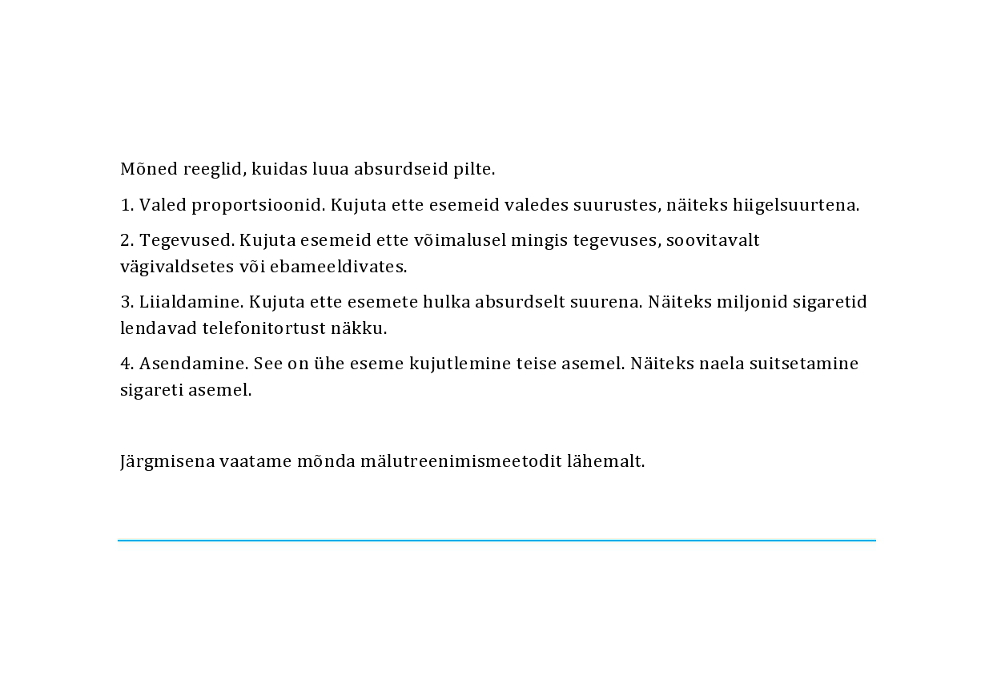 Mõned reeglid, kuidas luua absurdseid pilte.
1. Valed proportsioonid. Kujuta ette esemeid valedes suurustes, näiteks hiigelsuurtena.
2. Tegevused. Kujuta esemeid ette võimalusel mingis tegevuses, soovitavalt
vägivaldsetes või ebameeldivates.
3. Liialdamine. Kujuta ette esemete hulka absurdselt suurena. Näiteks miljonid sigaretid
lendavad telefonitortust näkku.
4. Asendamine. See on ühe eseme kujutlemine teise asemel. Näiteks naela suitsetamine
sigareti asemel.
Järgmisena vaatame mõnda mälutreenimismeetodit lähemalt.